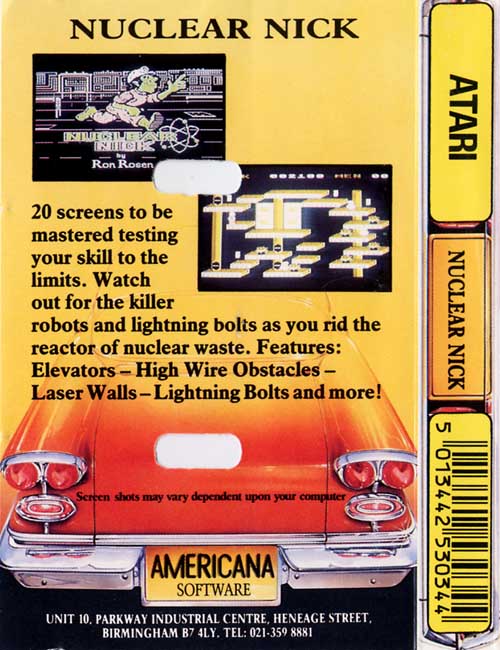 NUCLEAR NICK
NUCLEAR
NICK
by
Ron Rosen
002100 MEN 00
20 screens to be
mastered testing
your skill to the
limits. Watch
out for the killer
robots and lightning bolts as you rid the
reactor of nuclear waste. Features:
Elevators – High Wire Obstacles –
Laser Walls – Lightning Bolts and more!
Screen shots may vary dependent upon your computer
AMERICANA
SOFTWARE
UNIT 10, PARKWAY INDUSTRIAL CENTRE, HENEAGE STREET,
BIRMINGHAM B7 4LY. TEL: 021-359 8881
ATARI
NUCLEAR NICK
5 013442 530344